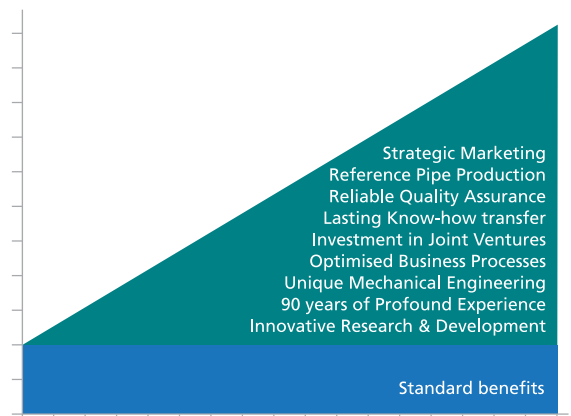 Strategic Marketing
Reference Pipe Production
Reliable Quality Assurance
Lasting Know-how transfer
Investment in Joint Ventures
Optimised Business Processes
Unique Mechanical Engineering
90 years of Profound Experience
Innovative Research & Development
Standard benefits